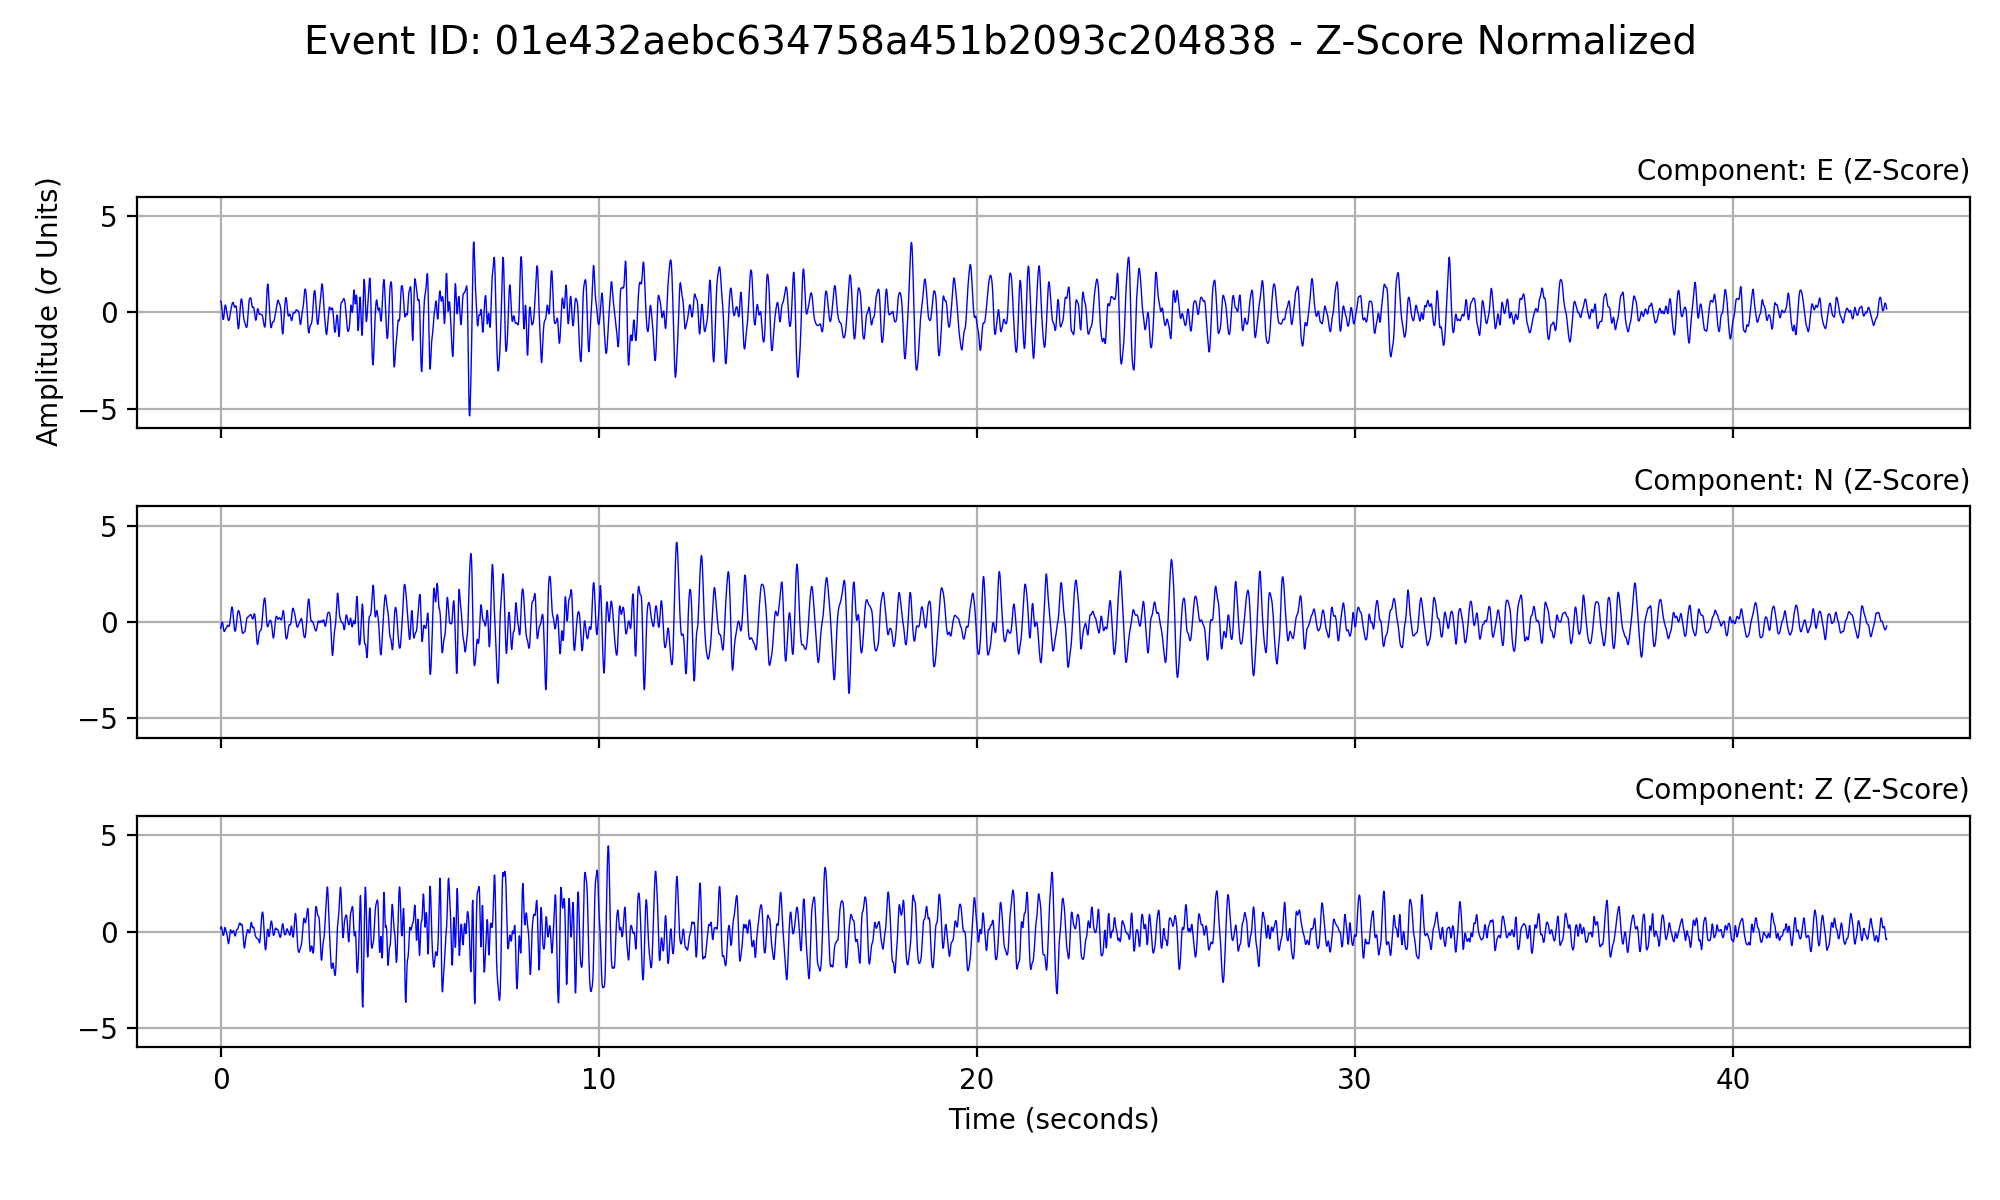 Event ID: 01e432aebc634758a451b2093c204838 - Z-Score Normalized
Component: E (Z-Score)
Amplitude (σ Units)
5
0
−5
Component: N (Z-Score)
5
0
−5
Component: Z (Z-Score)
5
0
−5
0 10 20 30 40
Time (seconds)